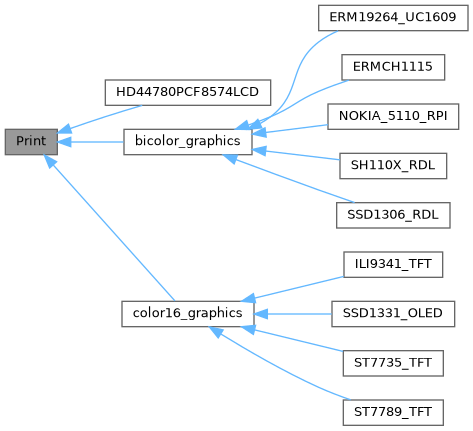 Print
HD44780PCF8574LCD
bicolor_graphics
ERM19264_UC1609
ERMCH1115
NOKIA_5110_RPI
SH110X_RDL
SSD1306_RDL
color16_graphics
ILI9341_TFT
SSD1331_OLED
ST7735_TFT
ST7789_TFT